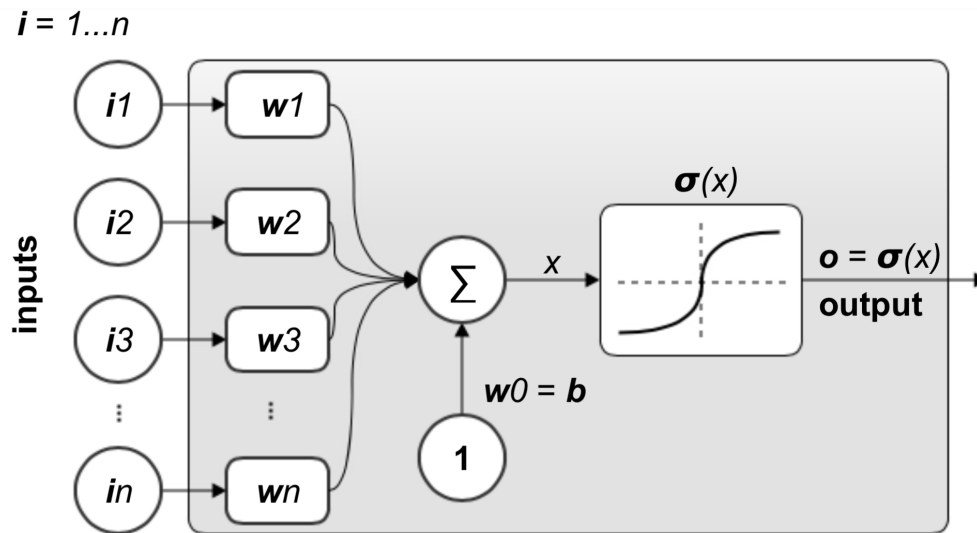 i = 1...n
inputs
i1
w1
i2
w2
i3
w3
...
...
in
wn
∑
1
w0 = b
x
σ(x)
o = σ(x)
output